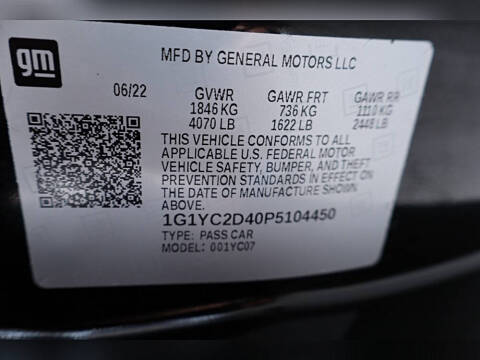 gm
MFD BY GENERAL MOTORS LLC
06/22 GVWR GAWR FRT GAWR RR
1846 KG 736 KG 1110 KG
4070 LB 1622 LB 2448 LB
THIS VEHICLE CONFORMS TO ALL
APPLICABLE U.S. FEDERAL MOTOR
VEHICLE SAFETY, BUMPER, AND THEFT
PREVENTION STANDARDS IN EFFECT ON
THE DATE OF MANUFACTURE SHOWN
ABOVE.
1G1YC2D40P5104450
TYPE: PASS CAR
MODEL: 001YC07